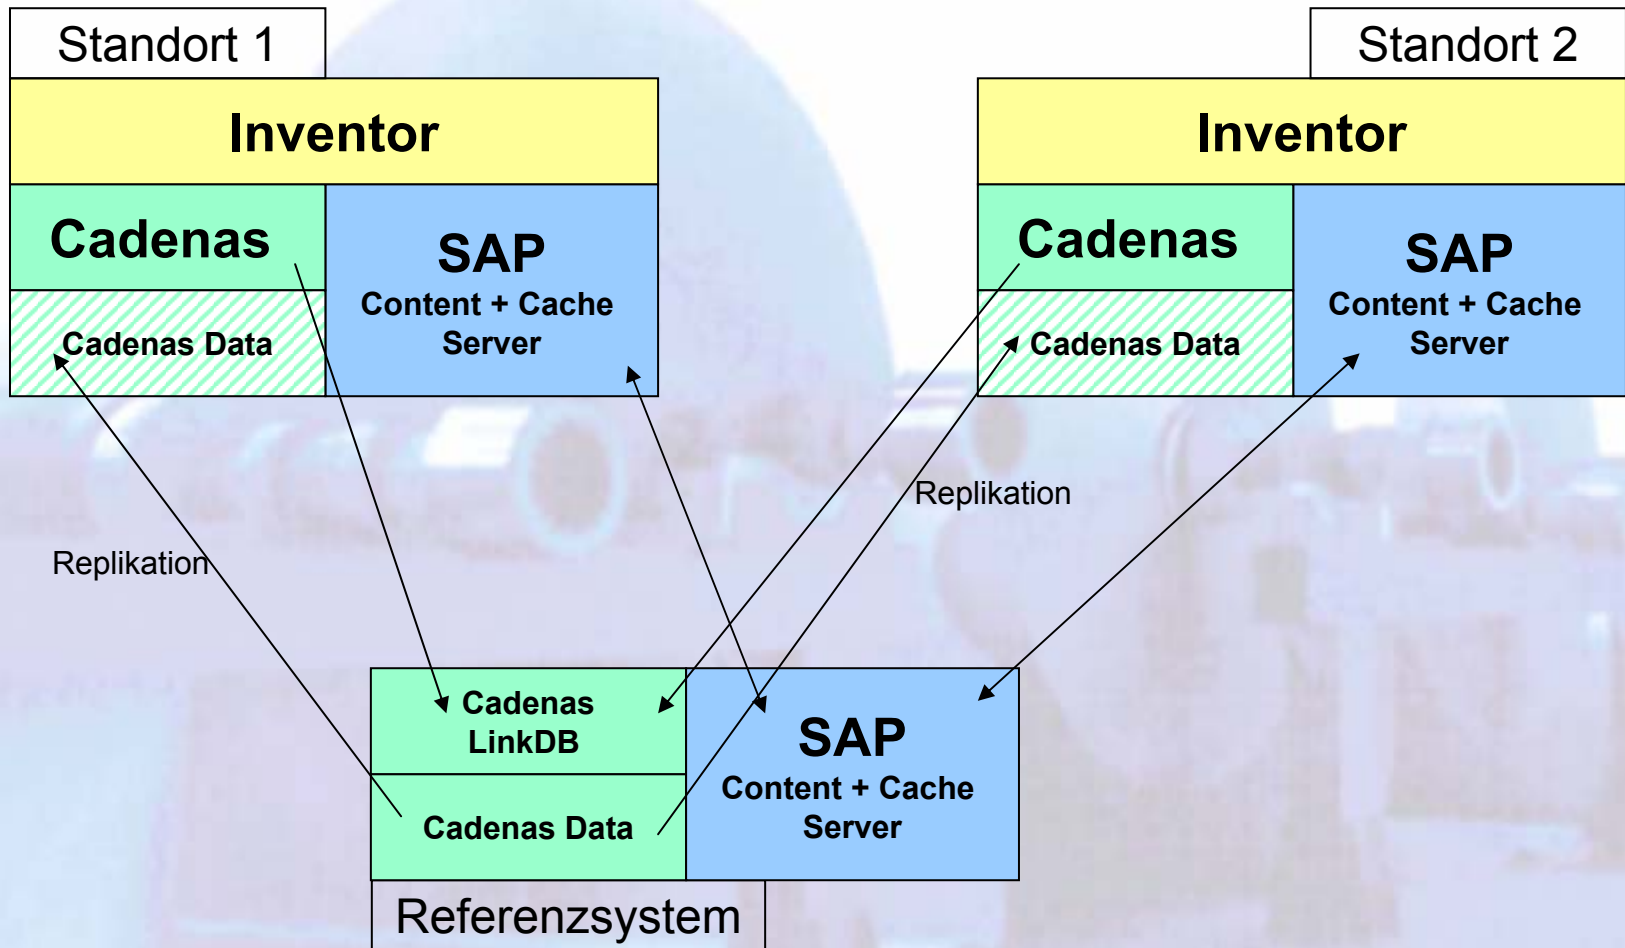 Standort 1
Standort 2
Inventor
Inventor
Cadenas
SAP
Content + Cache
Server
Cadenas Data
Cadenas
SAP
Content + Cache
Server
Cadenas Data
Replikation
Replikation
Cadenas
LinkDB
SAP
Content + Cache
Server
Cadenas Data
Referenzsystem